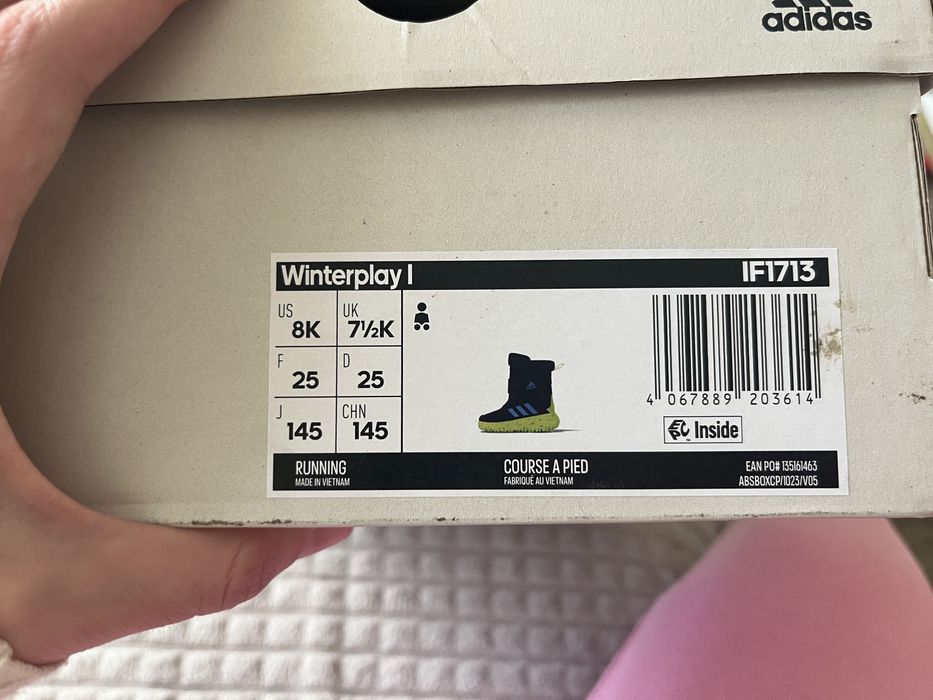 adidas
Winterplay I IF1713
US UK
8K 7½K
F D
25 25
J CHN
145 145
4 067889 203614
Inside
RUNNING COURSE A PIED EAN PO# 135161463
MADE IN VIETNAM FABRIQUÉ AU VIETNAM ABSBOXCP/1023/V05